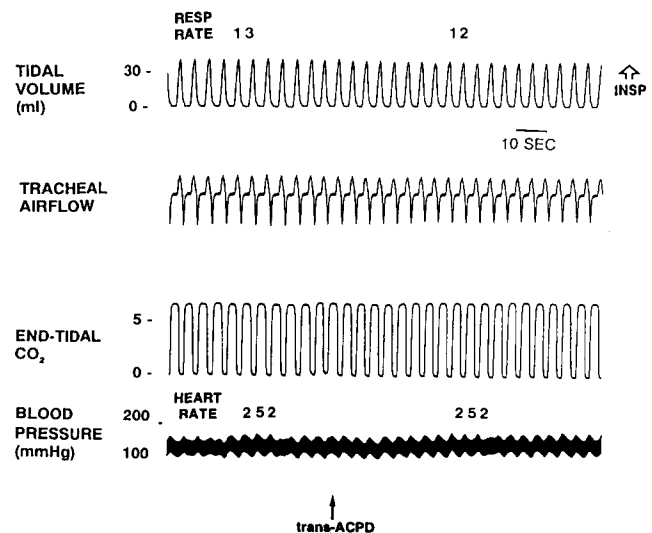 RESP
RATE 13 12
TIDAL
VOLUME
(ml)
30 -
0 -
INSP
10 SEC
TRACHEAL
AIRFLOW
END-TIDAL
CO₂
5 -
0 -
HEART
RATE 252 252
BLOOD
PRESSURE
(mmHg)
200 -
100
trans-ACPD